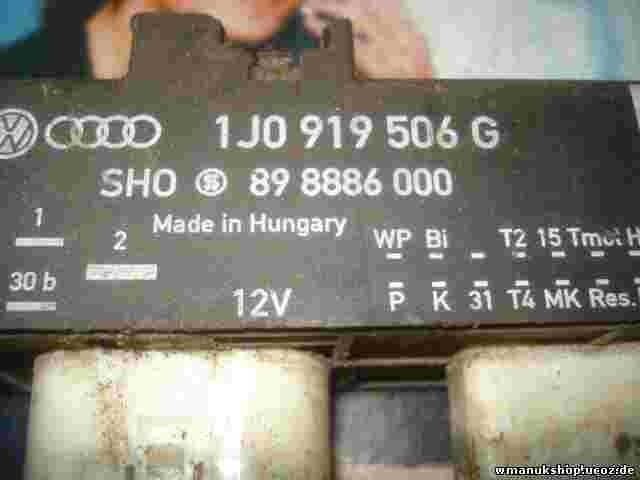 1J0 919 506 G
SHO 89 8886 000
Made in Hungary
1
2
WP Bi T2 15 Tmot H
30 b
12V
P K 31 T4 MK Res.
wmanukshop.ucoz.de